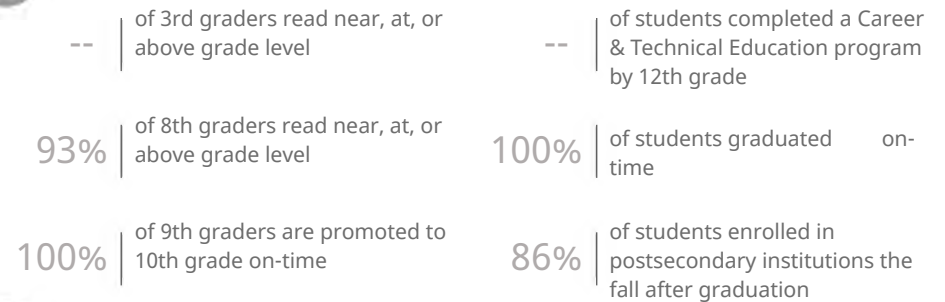 --
of 3rd graders read near, at, or
above grade level
93%
of 8th graders read near, at, or
above grade level
100%
of 9th graders are promoted to
10th grade on-time
--
of students completed a Career
& Technical Education program
by 12th grade
100%
of students graduated on-
time
86%
of students enrolled in
postsecondary institutions the
fall after graduation